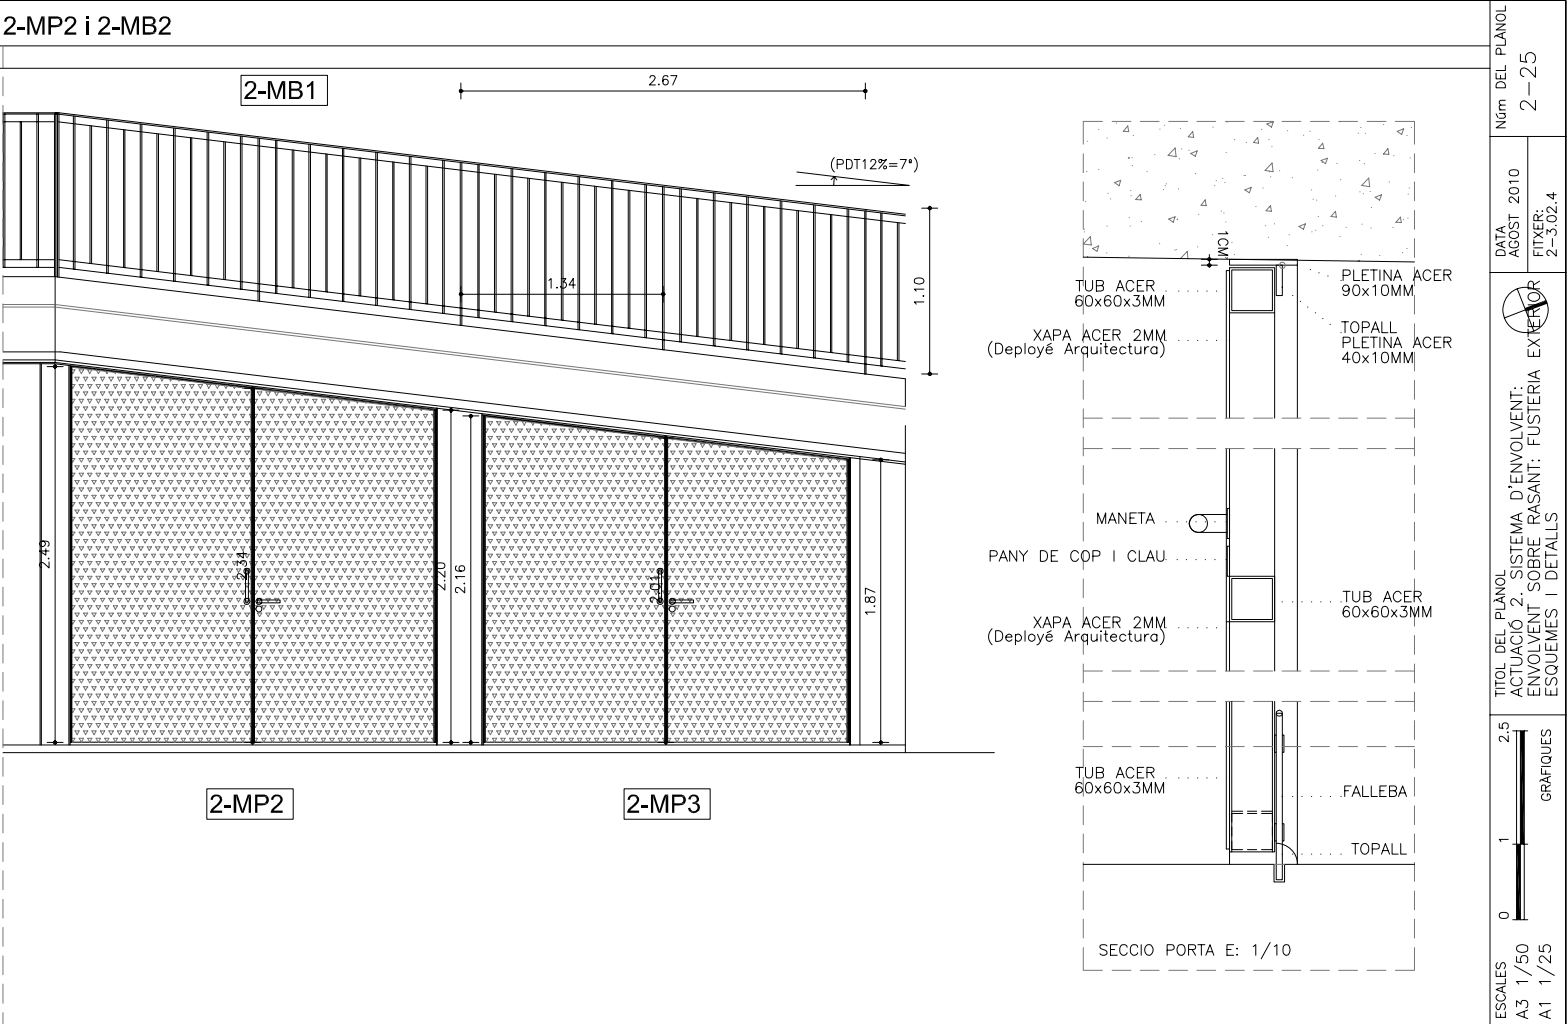 2-MP2 i 2-MB2
2-MB1
2.67
(PDT12%=7°)
1.34
1.10
2.49
2.34
2.20
2.16
2.01
1.87
2-MP2
2-MP3
1CM
TUB ACER
60x60x3MM
XAPA ACER 2MM
(Deployé Arquitectura)
PLETINA ACER
90x10MM
TOPALL
PLETINA ACER
40x10MM
MANETA
PANY DE COP I CLAU
XAPA ACER 2MM
(Deployé Arquitectura)
TUB ACER
60x60x3MM
TUB ACER
60x60x3MM
FALLEBA
TOPALL
SECCIO PORTA E: 1/10
Núm DEL PLÀNOL
2-25
DATA
AGOST 2010
FITXER:
2-3.02.4
TITOL DEL PLÀNOL
ACTUACIÓ 2. SISTEMA D'ENVOLVENT:
ENVOLVENT SOBRE RASANT: FUSTERIA EXTERIOR
ESQUEMES I DETALLS
0 1 2.5
GRÀFIQUES
ESCALES
A3 1/50
A1 1/25